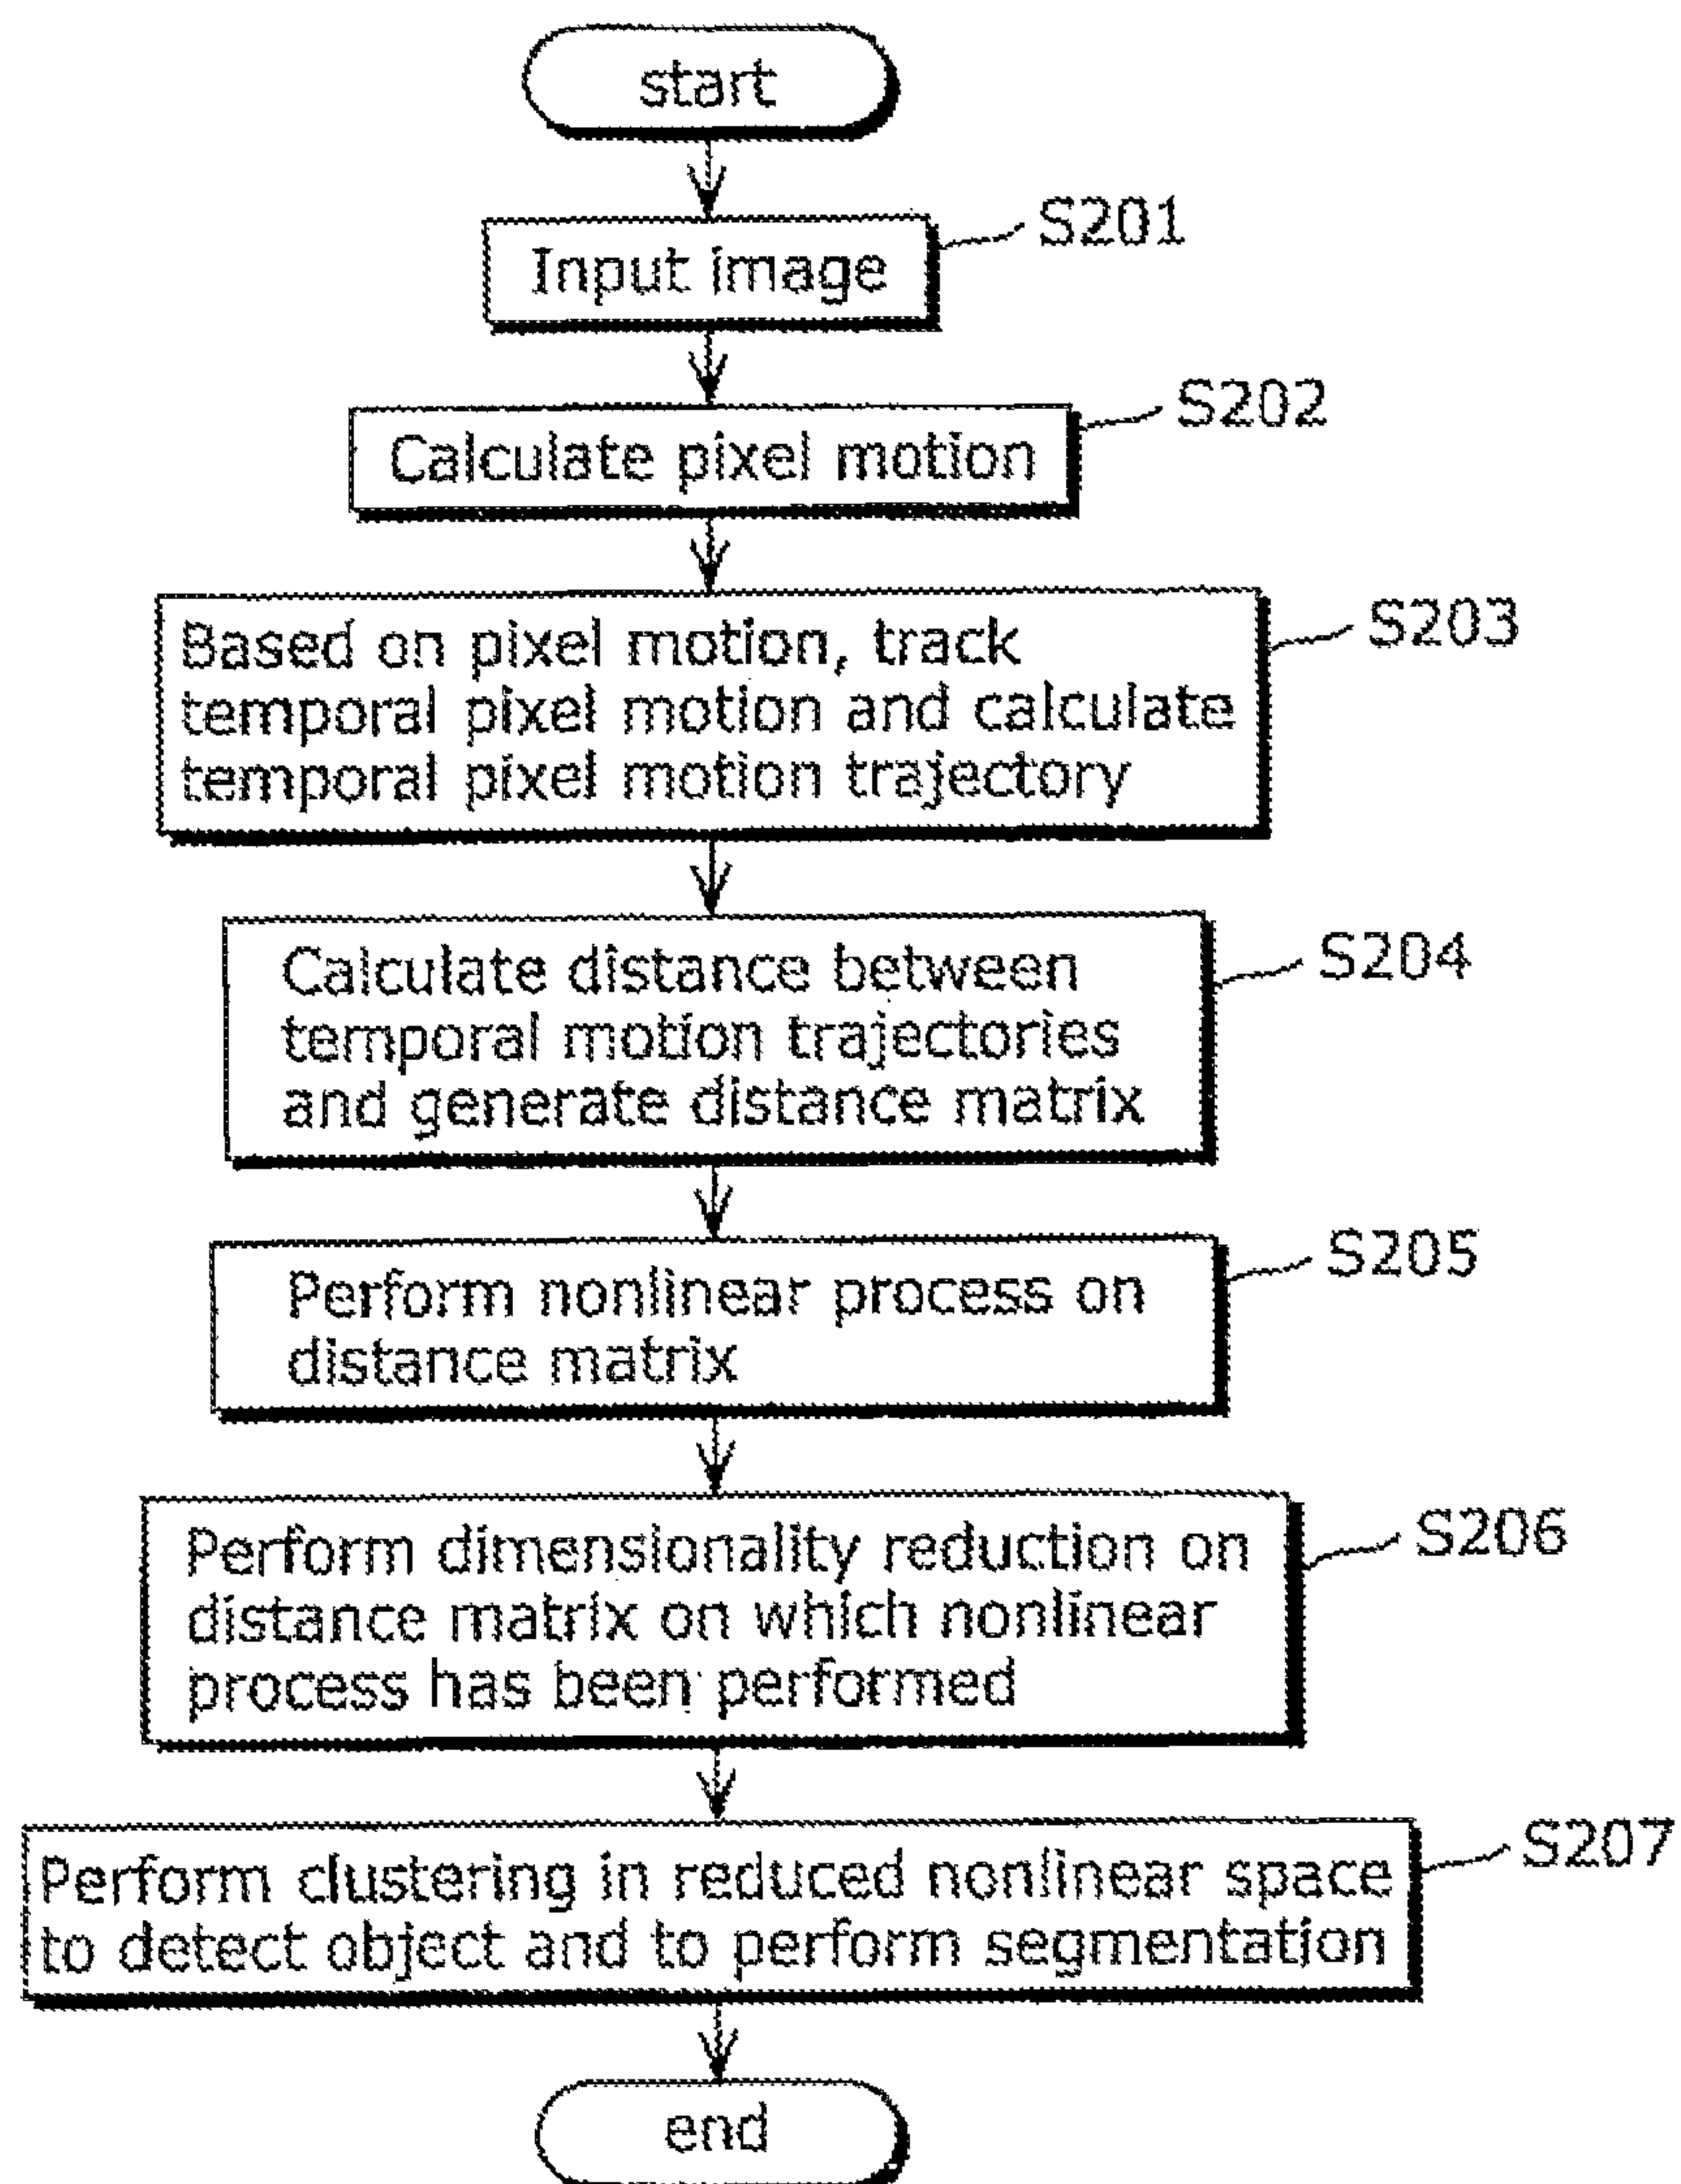 start
S201
Input image
S202
Calculate pixel motion
S203
Based on pixel motion, track
temporal pixel motion and calculate
temporal pixel motion trajectory
S204
Calculate distance between
temporal motion trajectories
and generate distance matrix
S205
Perform nonlinear process on
distance matrix
S206
Perform dimensionality reduction on
distance matrix on which nonlinear
process has been performed
S207
Perform clustering in reduced nonlinear space
to detect object and to perform segmentation
end